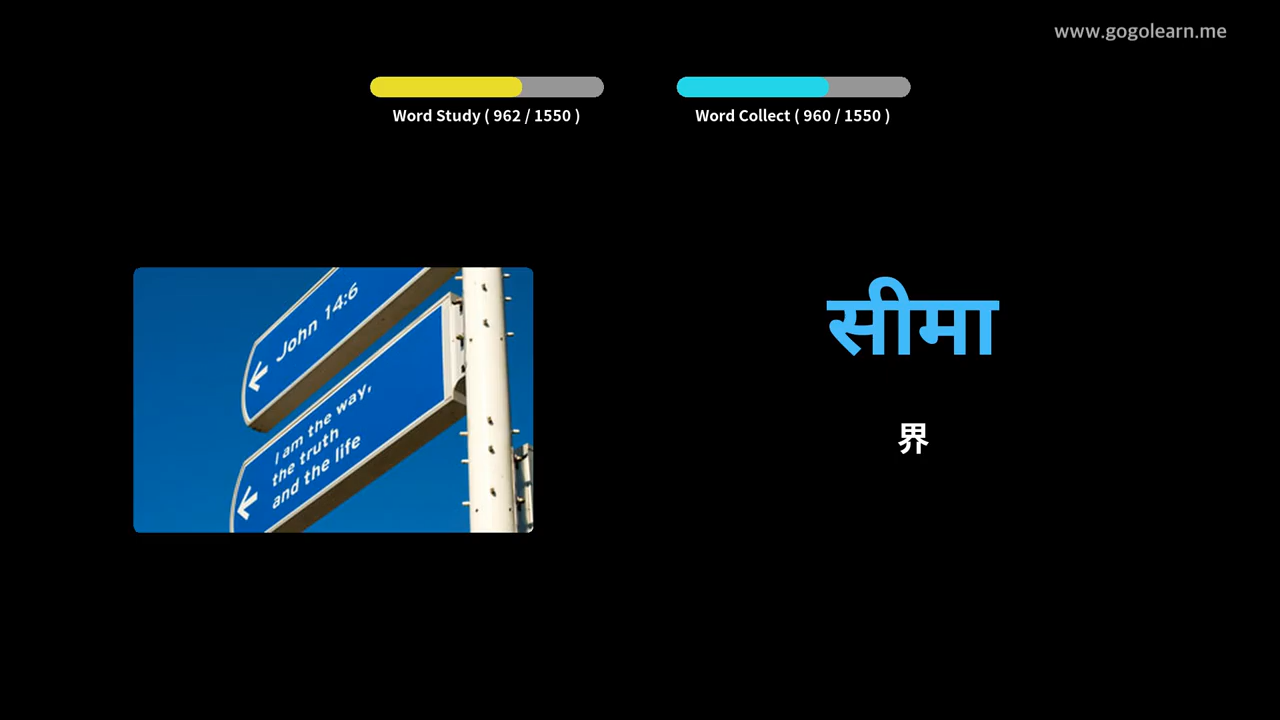 www.gogolearn.me
Word Study ( 962 / 1550 )
Word Collect ( 960 / 1550 )
John 14:6
I am the way,
the truth
and the life
सीमा
界